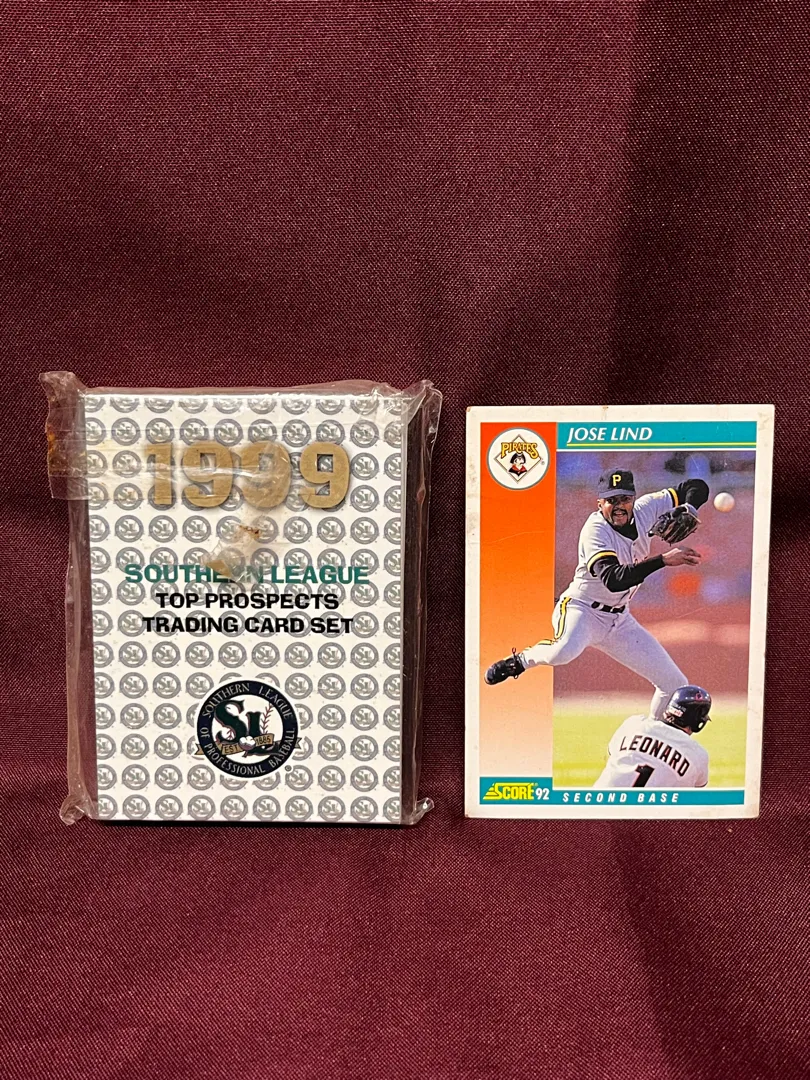 1999
SOUTHERN LEAGUE
TOP PROSPECTS
TRADING CARD SET
SOUTHERN LEAGUE
SL
OF PROFESSIONAL BASEBALL
PIRATES
JOSE LIND
P
LEONARD
1
SCORE 92
SECOND BASE